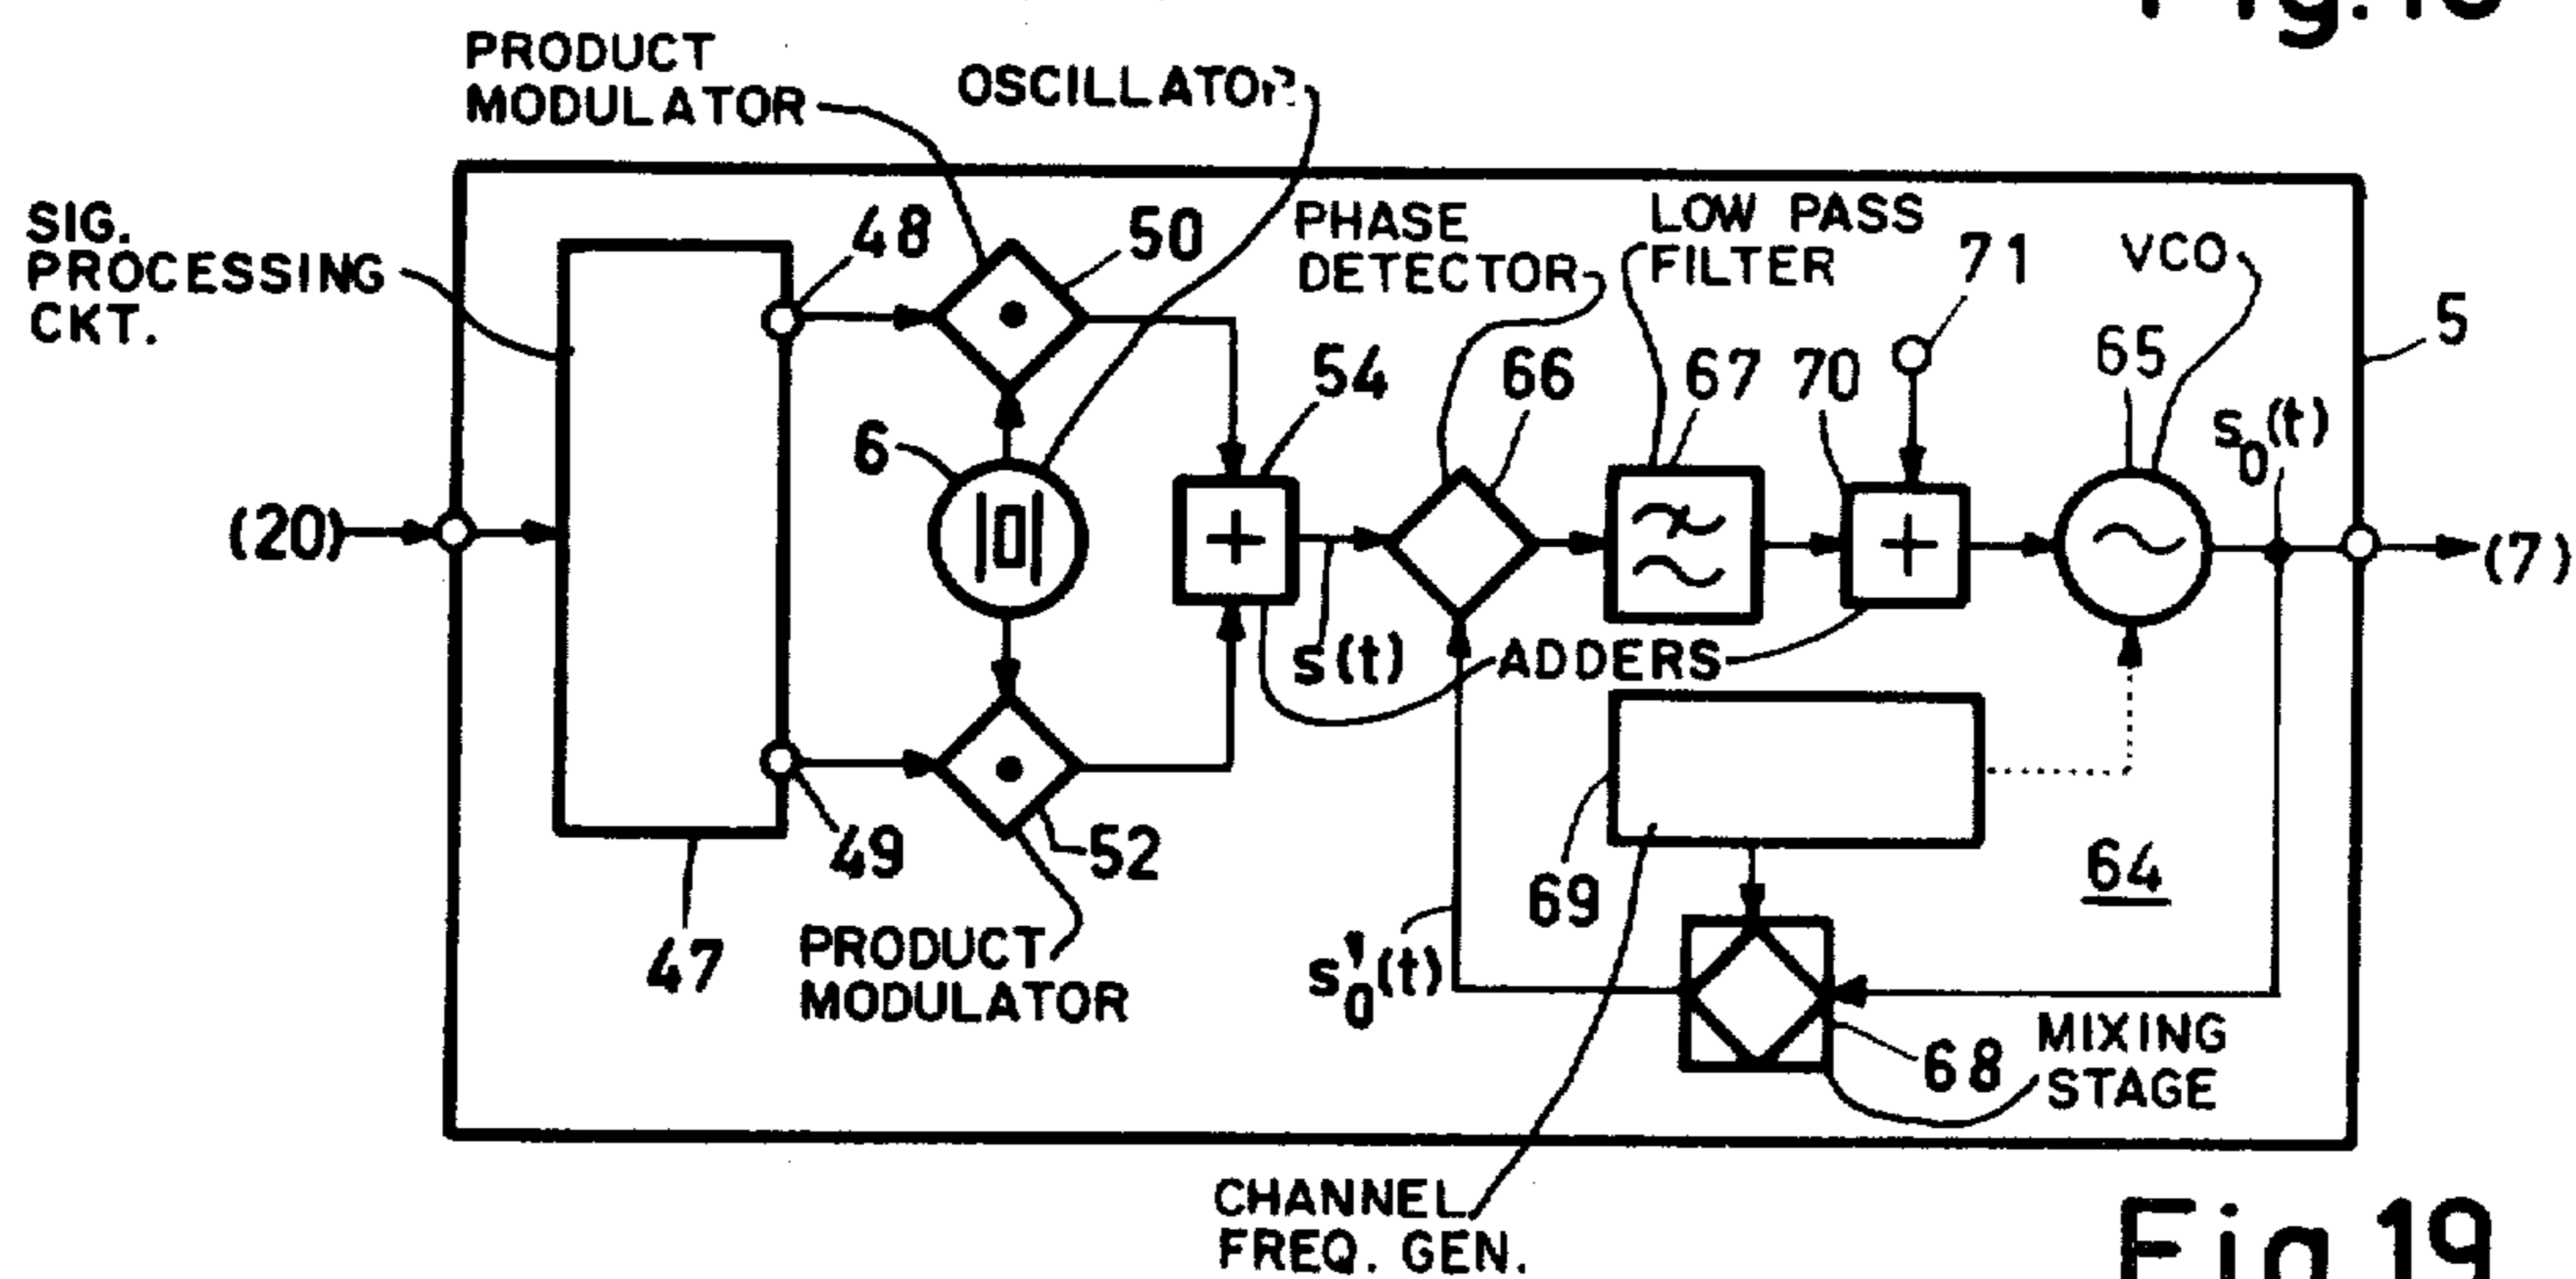 PRODUCT
MODULATOR
OSCILLATOR
SIG.
PROCESSING
CKT.
48
50
PHASE
DETECTOR
LOW PASS
FILTER
71
VCO
5
6
54
66
67
70
65
s0(t)
(20)
+
+
(7)
s(t)
ADDERS
49
52
47
PRODUCT
MODULATOR
69
64
s'0(t)
68
MIXING
STAGE
CHANNEL
FREQ. GEN.
Fig.19